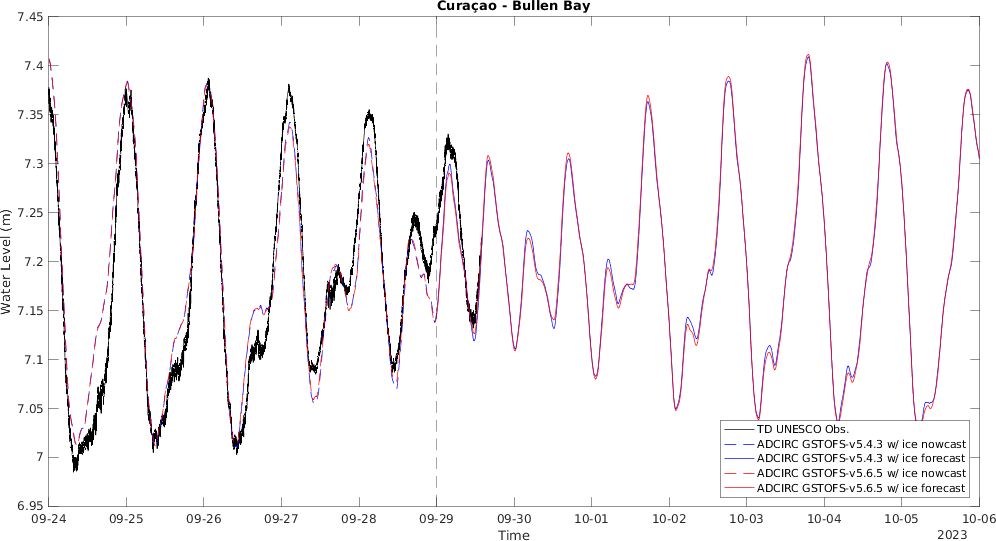 Curaçao - Bullen Bay
7.45
7.4
7.35
7.3
7.25
7.2
7.15
7.1
7.05
7
6.95
Water Level (m)
TD UNESCO Obs.
ADCIRC GSTOFS-v5.4.3 w/ ice nowcast
ADCIRC GSTOFS-v5.4.3 w/ ice forecast
ADCIRC GSTOFS-v5.6.5 w/ ice nowcast
ADCIRC GSTOFS-v5.6.5 w/ ice forecast
09-24 09-25 09-26 09-27 09-28 09-29 09-30 10-01 10-02 10-03 10-04 10-05 10-06
Time
2023